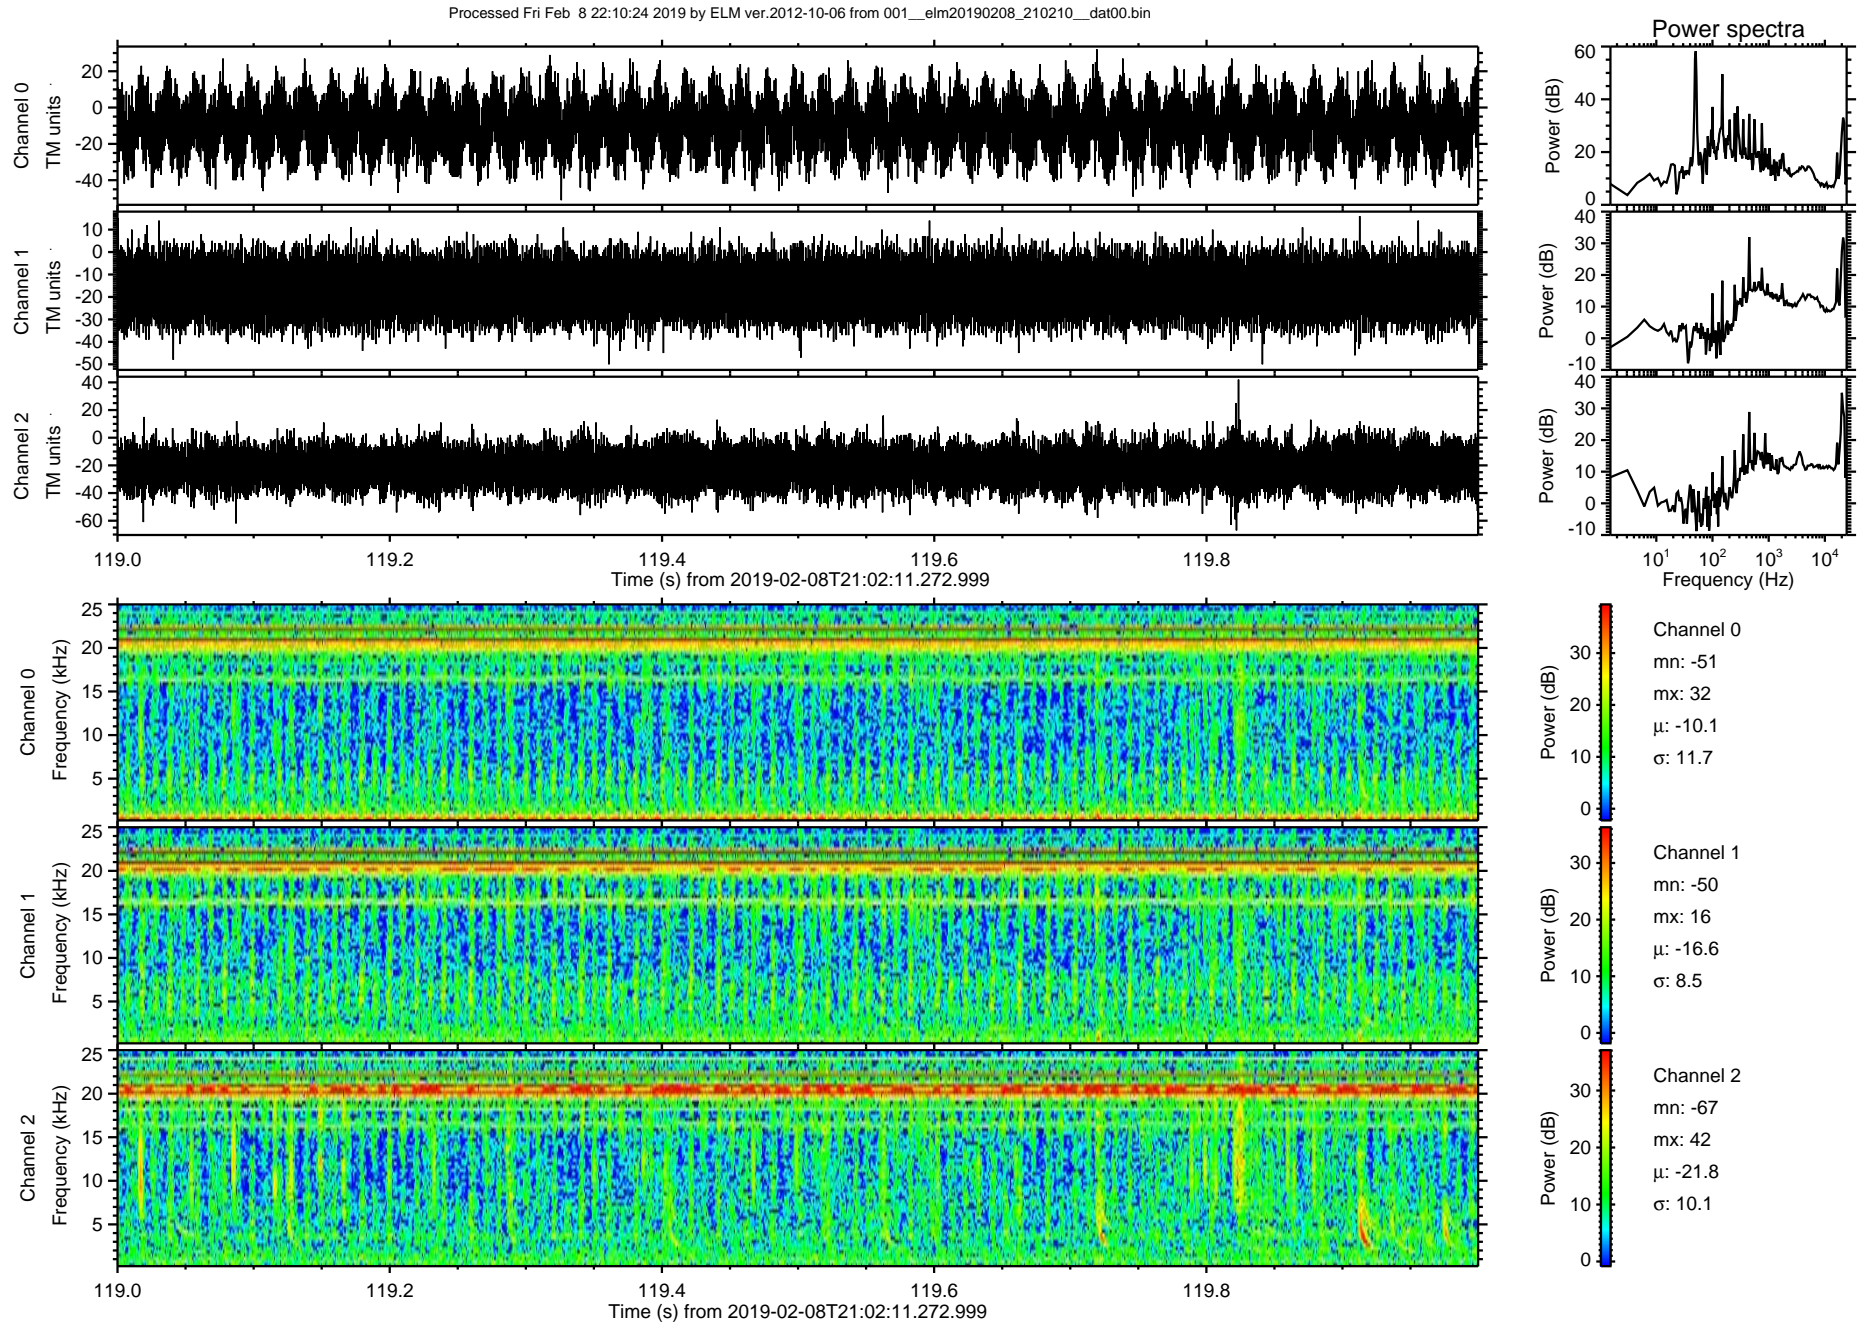 Processed Fri Feb  8 22:10:24 2019 by ELM ver.2012-10-06 from 001__elm20190208_210210__dat00.bin
Power spectra
Channel 0
TM units
20
0
-20
-40
Power (dB)
60
40
20
0
Channel 1
TM units
10
0
-10
-20
-30
-40
-50
Power (dB)
40
30
20
10
0
-10
Channel 2
TM units
40
20
0
-20
-40
-60
Power (dB)
40
30
20
10
0
-10
119.0 119.2 119.4 119.6 119.8
Time (s) from 2019-02-08T21:02:11.272.999
10^1 10^2 10^3 10^4
Frequency (Hz)
Channel 0
Frequency (kHz)
25
20
15
10
5
Power (dB)
30
20
10
0
Channel 0
mn: -51
mx: 32
μ: -10.1
σ: 11.7
Channel 1
Frequency (kHz)
25
20
15
10
5
Power (dB)
30
20
10
0
Channel 1
mn: -50
mx: 16
μ: -16.6
σ: 8.5
Channel 2
Frequency (kHz)
25
20
15
10
5
Power (dB)
30
20
10
0
Channel 2
mn: -67
mx: 42
μ: -21.8
σ: 10.1
119.0 119.2 119.4 119.6 119.8
Time (s) from 2019-02-08T21:02:11.272.999